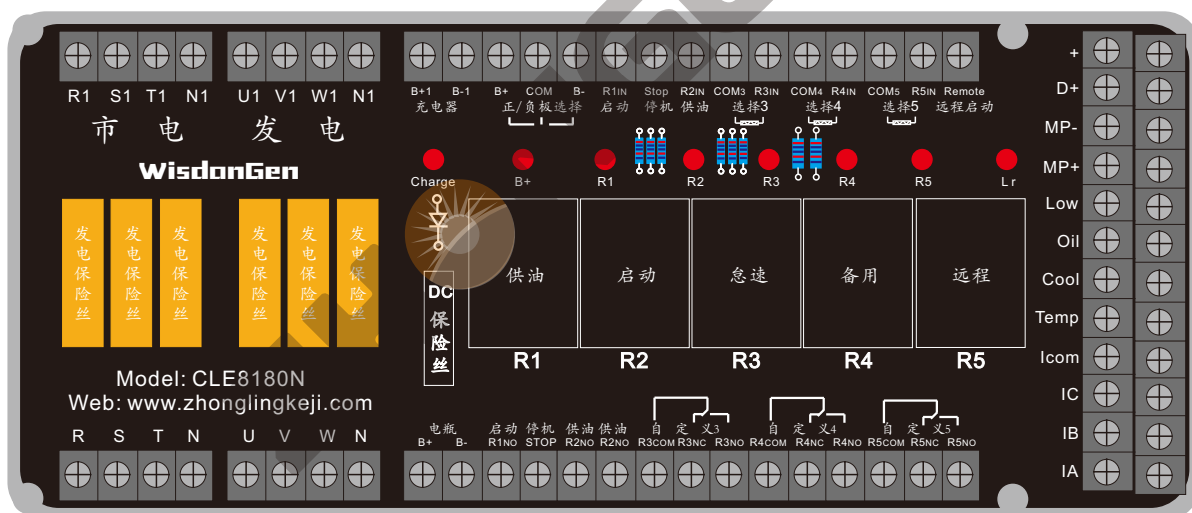 R1 S1 T1 N1 U1 V1 W1 N1
市 电 发 电
WisdonGen
B+1 B-1 B+ COM B- R1IN Stop R2IN COM3 R3IN COM4 R4IN COM5 R5IN Remote
充电器 正/负极选择 启动 停机 供油 选择3 选择4 选择5 远程启动
Charge B+ R1 R2 R3 R4 R5 Lr
发电保险丝
发电保险丝
发电保险丝
发电保险丝
发电保险丝
发电保险丝
DC
保险丝
供油 启动 怠速 备用 远程
R1 R2 R3 R4 R5
Model: CLE8180N
Web: www.zhonglingkeji.com
R S T N U V W N
电瓶 启动 停机 供油 供油 自定义3 自定义4 自定义5
B+ B- R1NO STOP R2NO R2NO R3COM R3NC R3NO R4COM R4NC R4NO R5COM R5NC R5NO
+
D+
MP-
MP+
Low
Oil
Cool
Temp
Icom
IC
IB
IA